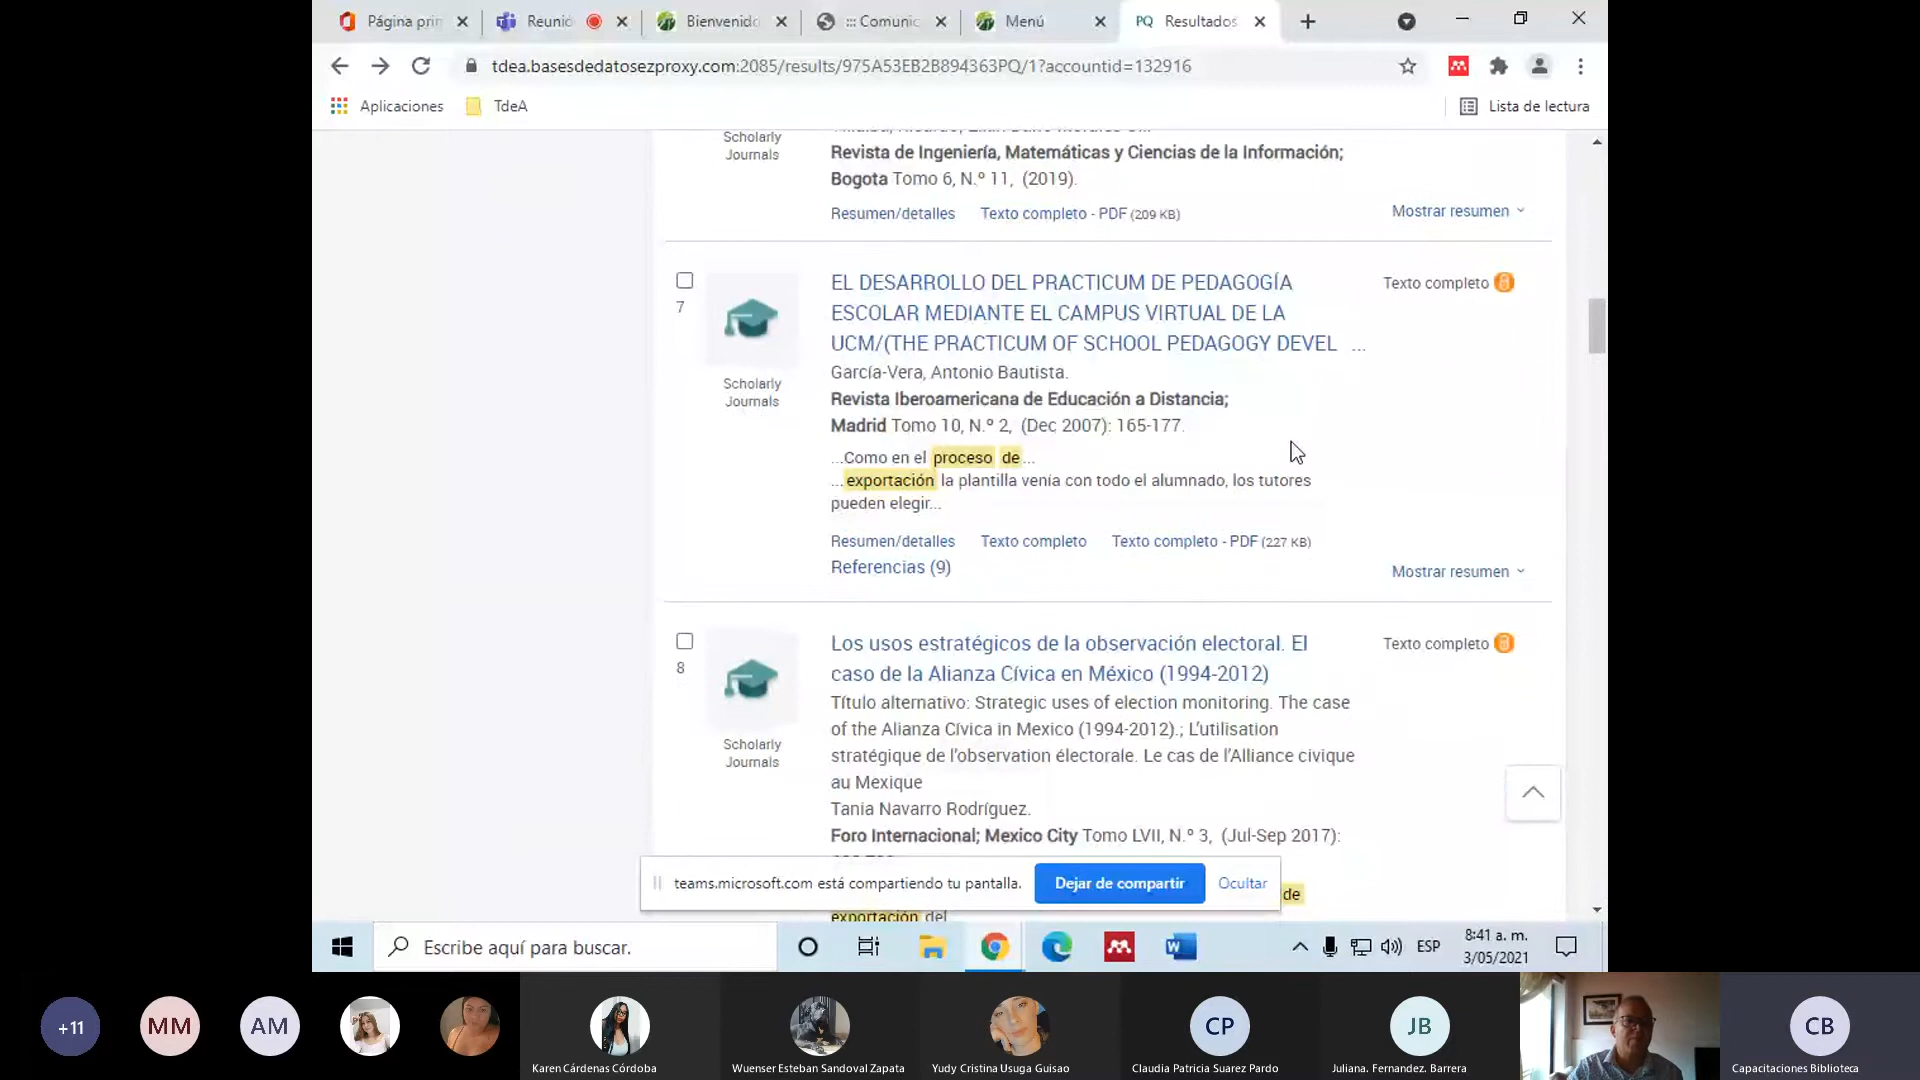 Página prin
Reunió
Bienvenido
::: Comunic
Menú
PQ Resultados
tdea.basesdedatosezproxy.com:2085/results/975A53EB2B894363PQ/1?accountid=132916
Aplicaciones
TdeA
Lista de lectura
Scholarly
Journals
Revista de Ingeniería, Matemáticas y Ciencias de la Información;
Bogota Tomo 6, N.º 11, (2019).
Resumen/detalles Texto completo - PDF (209 KB)
Mostrar resumen
7
Scholarly
Journals
EL DESARROLLO DEL PRACTICUM DE PEDAGOGÍA
ESCOLAR MEDIANTE EL CAMPUS VIRTUAL DE LA
UCM/(THE PRACTICUM OF SCHOOL PEDAGOGY DEVEL ...
Texto completo
García-Vera, Antonio Bautista.
Revista Iberoamericana de Educación a Distancia;
Madrid Tomo 10, N.º 2, (Dec 2007): 165-177.
...Como en el proceso de...
...exportación la plantilla venía con todo el alumnado, los tutores
pueden elegir...
Resumen/detalles Texto completo Texto completo - PDF (227 KB)
Referencias (9)
Mostrar resumen
8
Scholarly
Journals
Los usos estratégicos de la observación electoral. El
caso de la Alianza Cívica en México (1994-2012)
Texto completo
Título alternativo: Strategic uses of election monitoring. The case
of the Alianza Cívica in Mexico (1994-2012).; L'utilisation
stratégique de l'observation électorale. Le cas de l'Alliance civique
au Mexique
Tania Navarro Rodríguez.
Foro Internacional; Mexico City Tomo LVII, N.º 3, (Jul-Sep 2017):
de
exportación del
teams.microsoft.com está compartiendo tu pantalla.
Dejar de compartir
Ocultar
Escribe aquí para buscar.
ESP
8:41 a. m.
3/05/2021
+11
MM
AM
Karen Cárdenas Córdoba
Wuenser Esteban Sandoval Zapata
Yudy Cristina Usuga Guisao
CP
Claudia Patricia Suarez Pardo
JB
Juliana. Fernandez. Barrera
CB
Capacitaciones Biblioteca